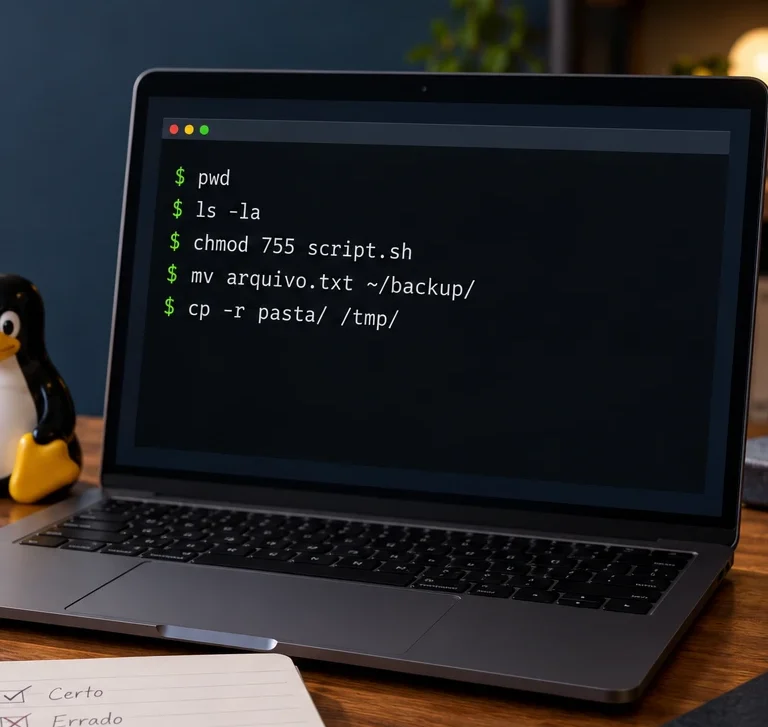 $ pwd
$ ls -la
$ chmod 755 script.sh
$ mv arquivo.txt ~/backup/
$ cp -r pasta/ /tmp/
Certo
Errado